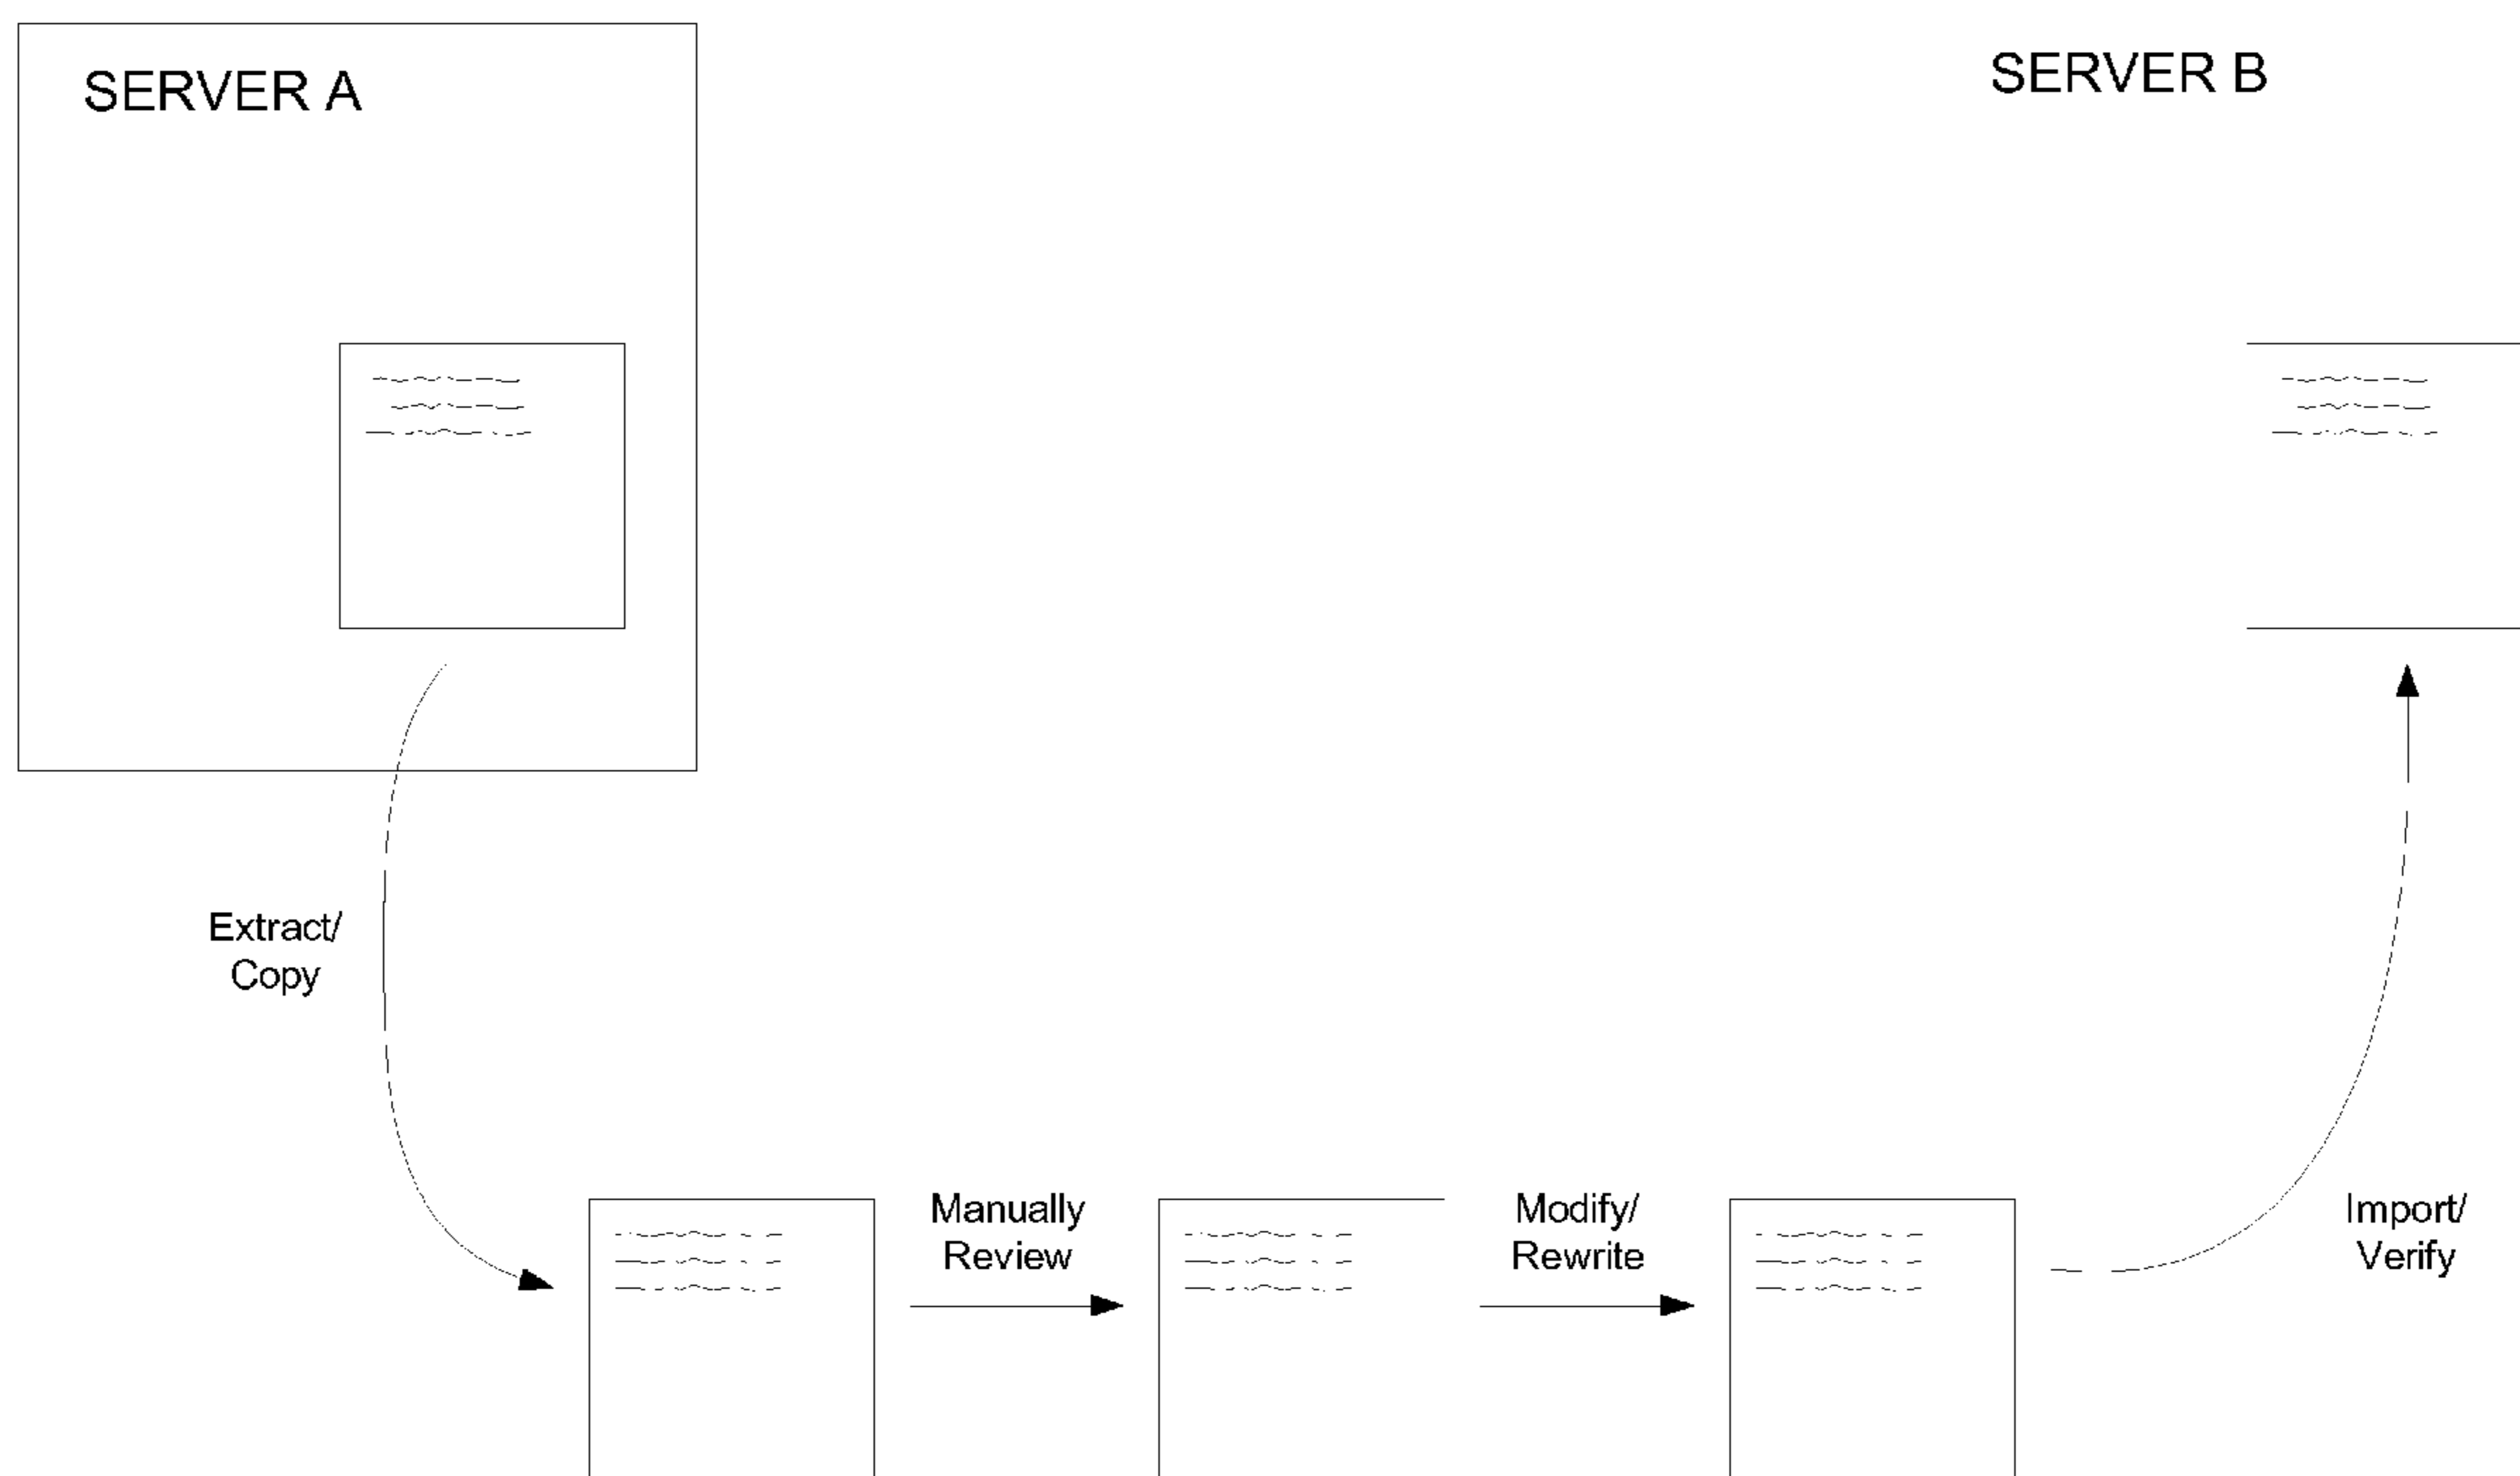 SERVER A
SERVER B
Extract/
Copy
Manually
Review
Modify/
Rewrite
Import/
Verify